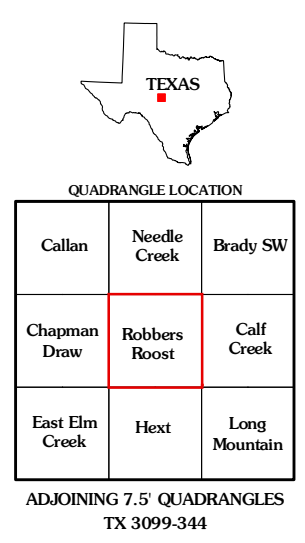 TEXAS
QUADRANGLE LOCATION
Callan
Needle
Creek
Brady SW
Chapman
Draw
Robbers
Roost
Calf
Creek
East Elm
Creek
Hext
Long
Mountain
ADJOINING 7.5' QUADRANGLES
TX 3099-344